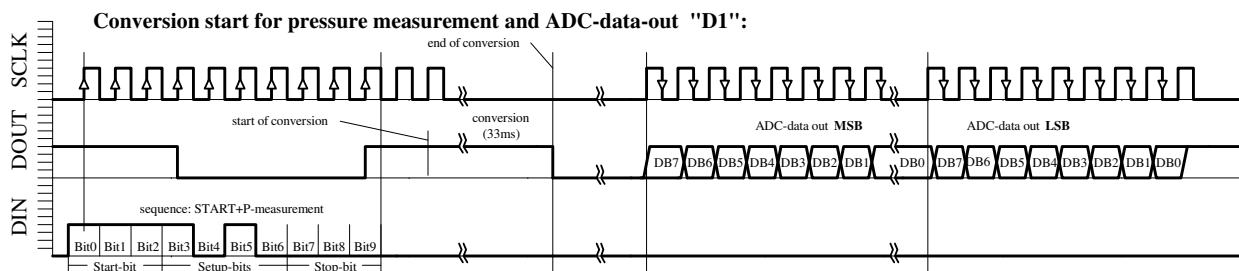 Conversion start for pressure measurement and ADC-data-out "D1":
end of conversion
SCLK
start of conversion
conversion
(33ms)
ADC-data out MSB
ADC-data out LSB
DOUT
DB7 DB6 DB5 DB4 DB3 DB2 DB1 DB0 DB7 DB6 DB5 DB4 DB3 DB2 DB1 DB0
sequence: START+P-measurement
DIN
Bit0 Bit1 Bit2 Bit3 Bit4 Bit5 Bit6 Bit7 Bit8 Bit9
Start-bit Setup-bits Stop-bit